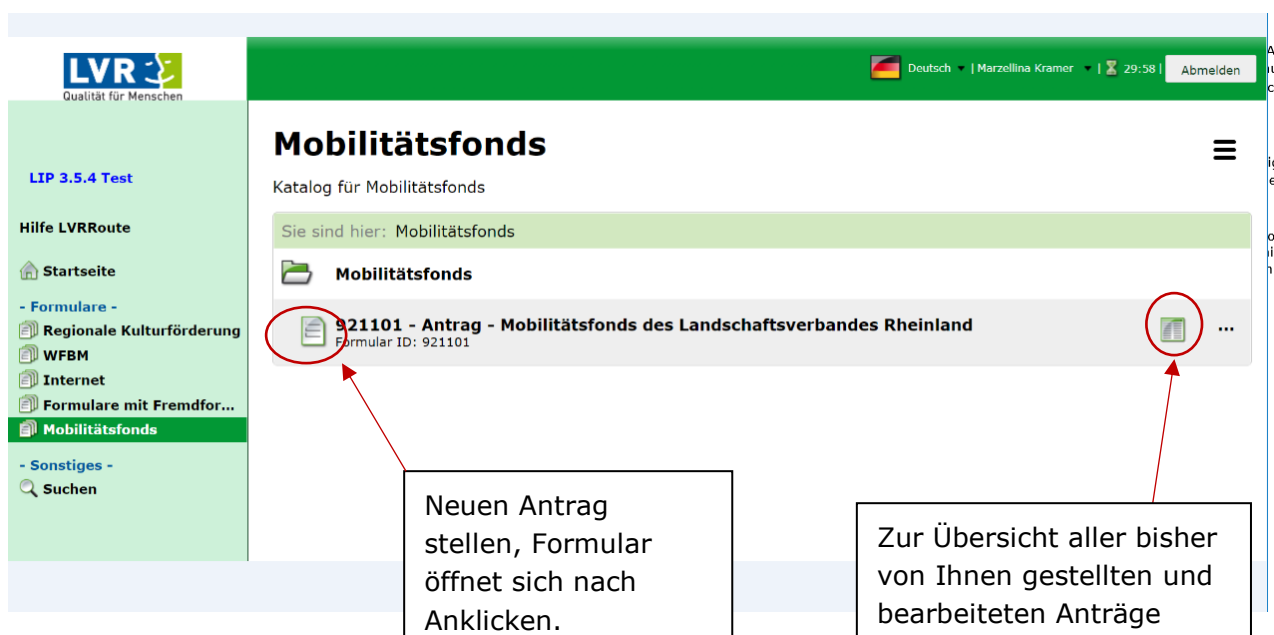 LVR
Qualität für Menschen
Deutsch | Marzellina Kramer | 29:58 | Abmelden
LIP 3.5.4 Test
Hilfe LVRRoute
Startseite
- Formulare -
Regionale Kulturförderung
WFBM
Internet
Formulare mit Fremdfor...
Mobilitätsfonds
- Sonstiges -
Suchen
Mobilitätsfonds
Katalog für Mobilitätsfonds
Sie sind hier: Mobilitätsfonds
Mobilitätsfonds
921101 - Antrag - Mobilitätsfonds des Landschaftsverbandes Rheinland
Formular ID: 921101
...
Neuen Antrag
stellen, Formular
öffnet sich nach
Anklicken.
Zur Übersicht aller bisher
von Ihnen gestellten und
bearbeiteten Anträge